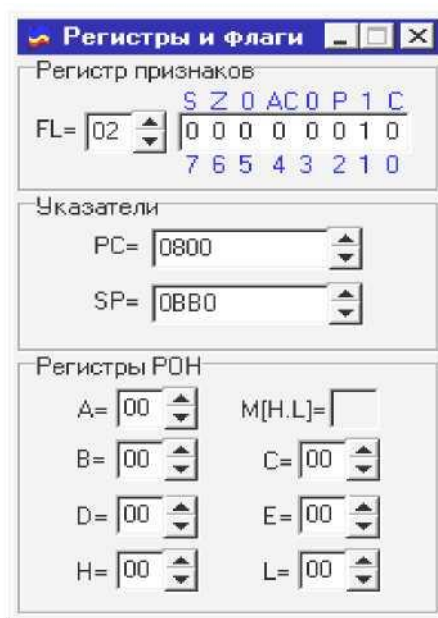 Регистры и флаги
Регистр признаков
S Z 0 AC 0 P 1 C
FL= 02 0 0 0 0 0 0 1 0
7 6 5 4 3 2 1 0
Указатели
PC= 0800
SP= 0BB0
Регистры РОН
A= 00 M[H.L]=
B= 00 C= 00
D= 00 E= 00
H= 00 L= 00